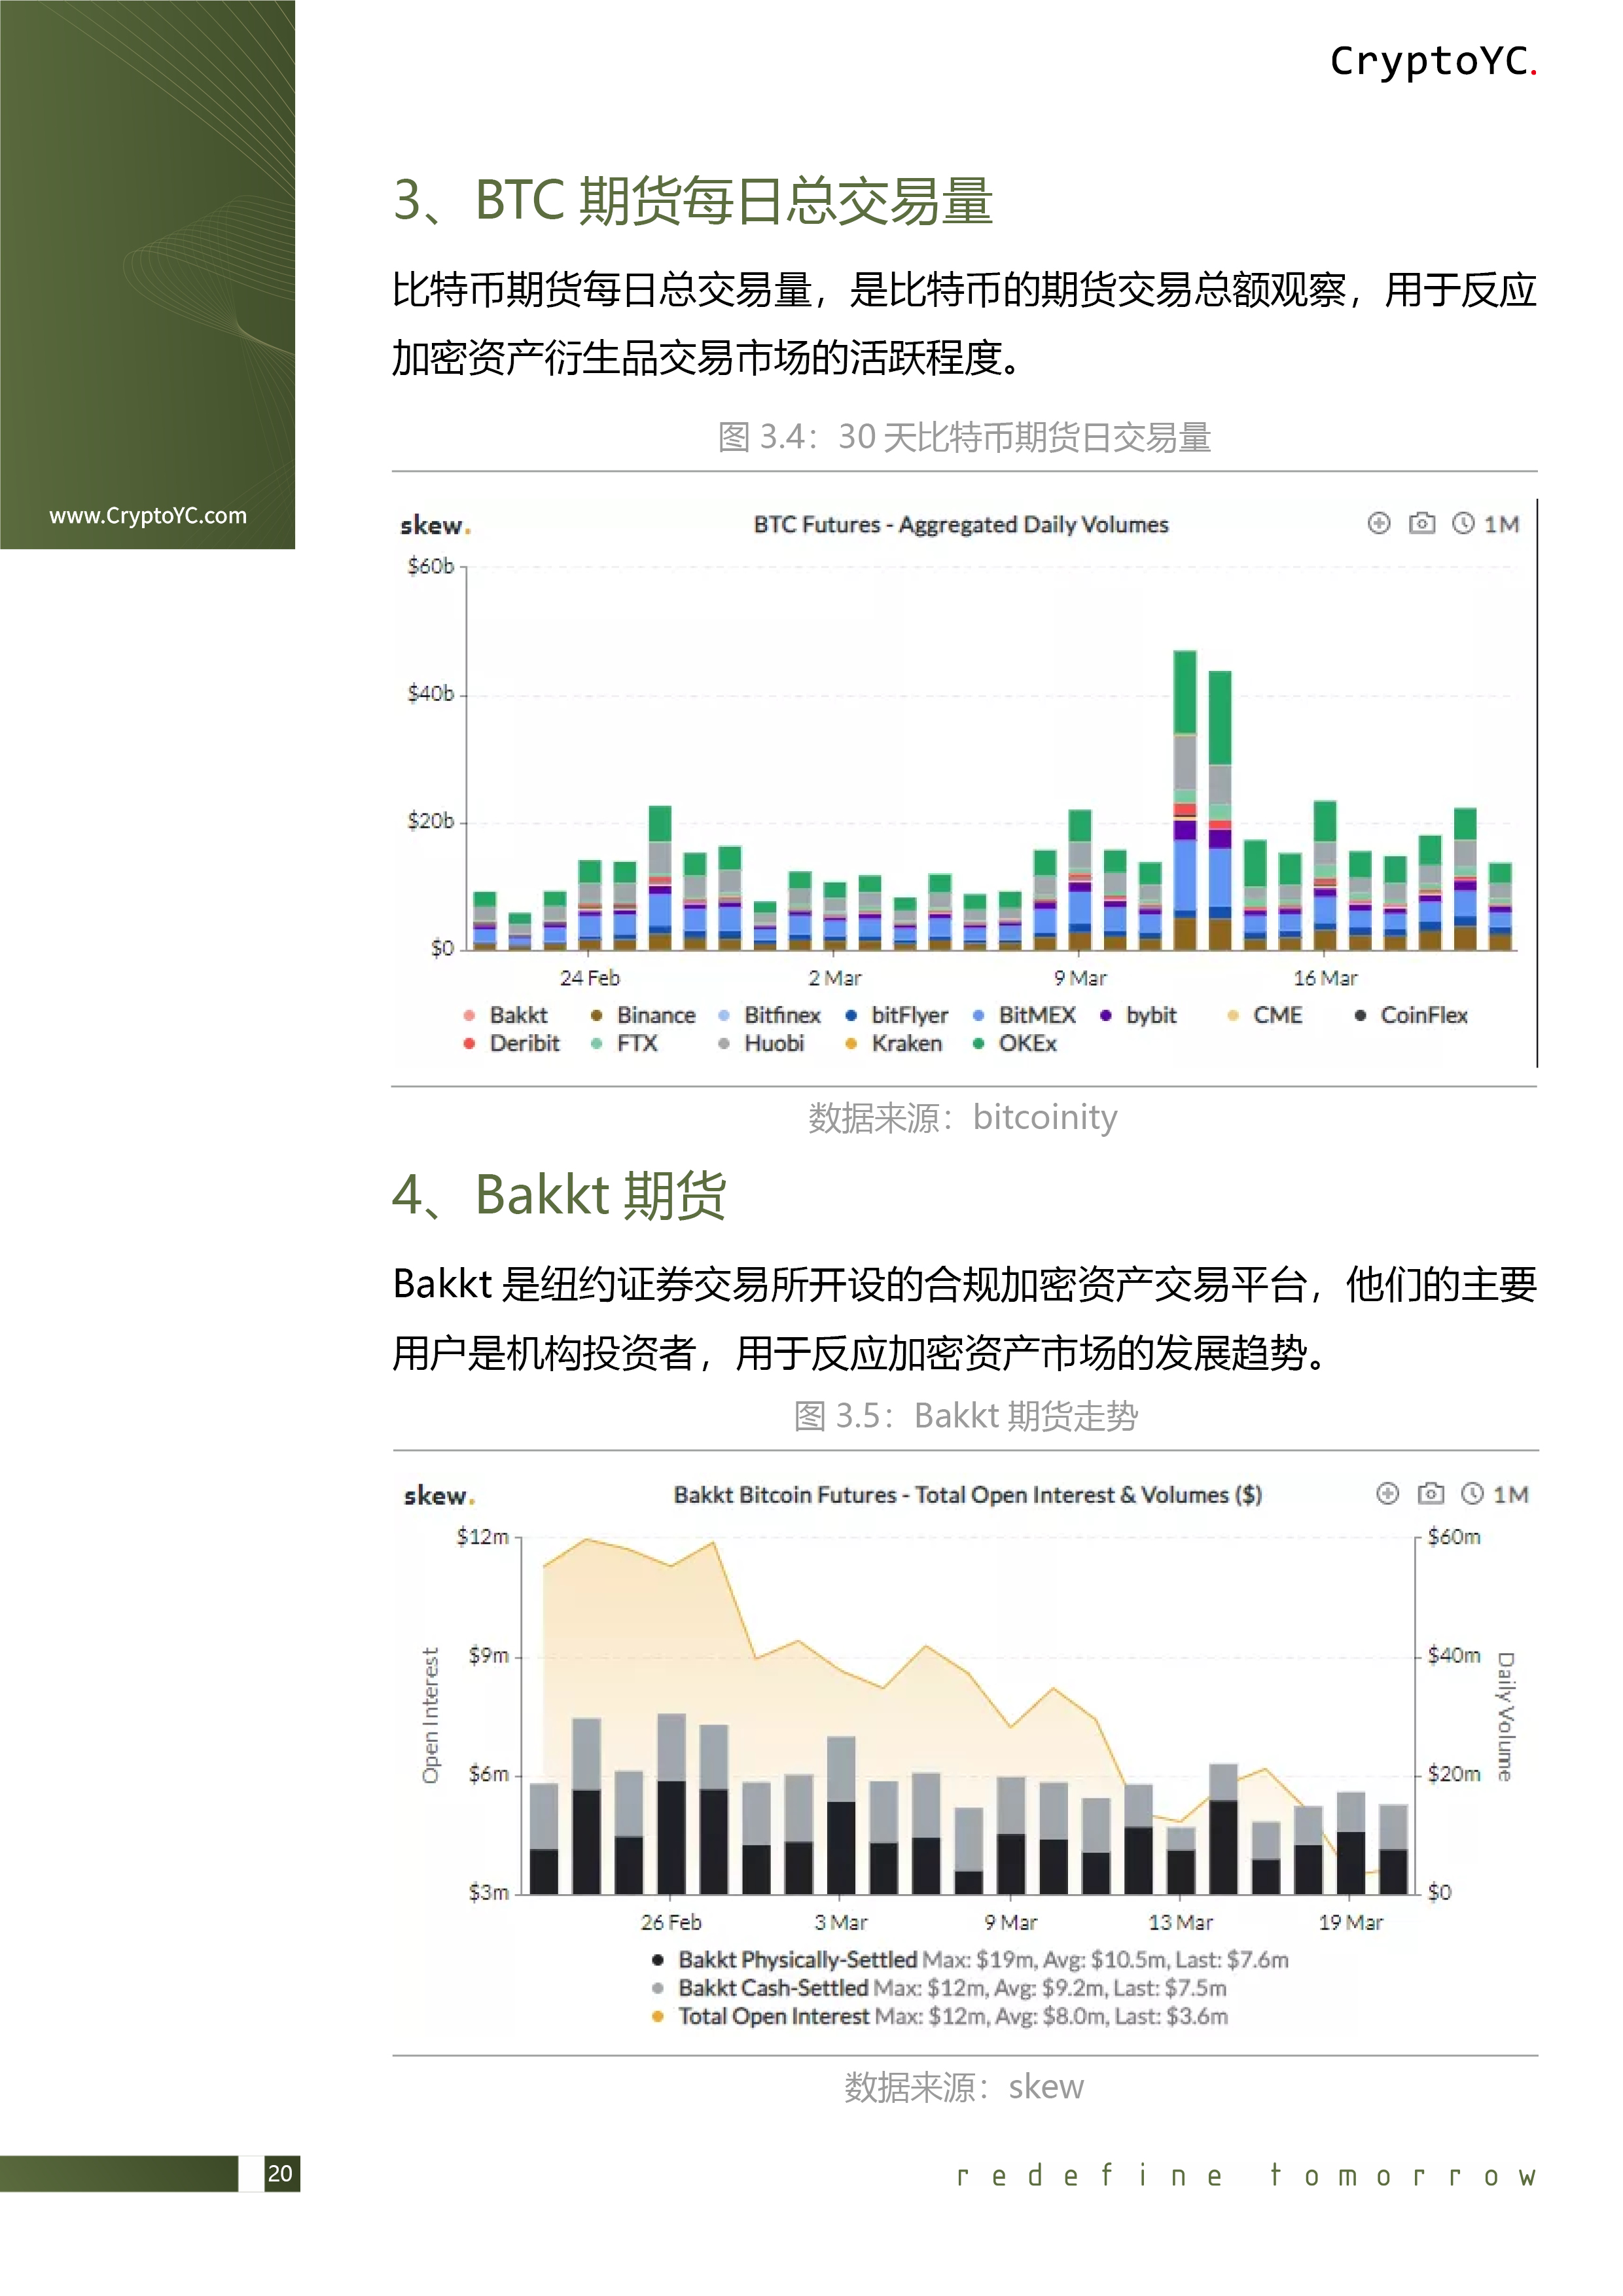 CryptoYC.
www.CryptoYC.com
3、BTC 期货每日总交易量
比特币期货每日总交易量，是比特币的期货交易总额观察，用于反应
加密资产衍生品交易市场的活跃程度。
图 3.4：30 天比特币期货日交易量
skew.
BTC Futures - Aggregated Daily Volumes
1M
$60b
$40b
$20b
$0
24 Feb 2 Mar 9 Mar 16 Mar
Bakkt Binance Bitfinex bitFlyer BitMEX bybit CME CoinFlex
Deribit FTX Huobi Kraken OKEx
数据来源：bitcoinity
4、Bakkt 期货
Bakkt 是纽约证券交易所开设的合规加密资产交易平台，他们的主要
用户是机构投资者，用于反应加密资产市场的发展趋势。
图 3.5：Bakkt 期货走势
skew.
Bakkt Bitcoin Futures - Total Open Interest & Volumes ($)
1M
$12m $60m
$9m $40m
$6m $20m
$3m $0
Open Interest
Daily Volume
26 Feb 3 Mar 9 Mar 13 Mar 19 Mar
Bakkt Physically-Settled Max: $19m, Avg: $10.5m, Last: $7.6m
Bakkt Cash-Settled Max: $12m, Avg: $9.2m, Last: $7.5m
Total Open Interest Max: $12m, Avg: $8.0m, Last: $3.6m
数据来源：skew
20
redefine tomorrow